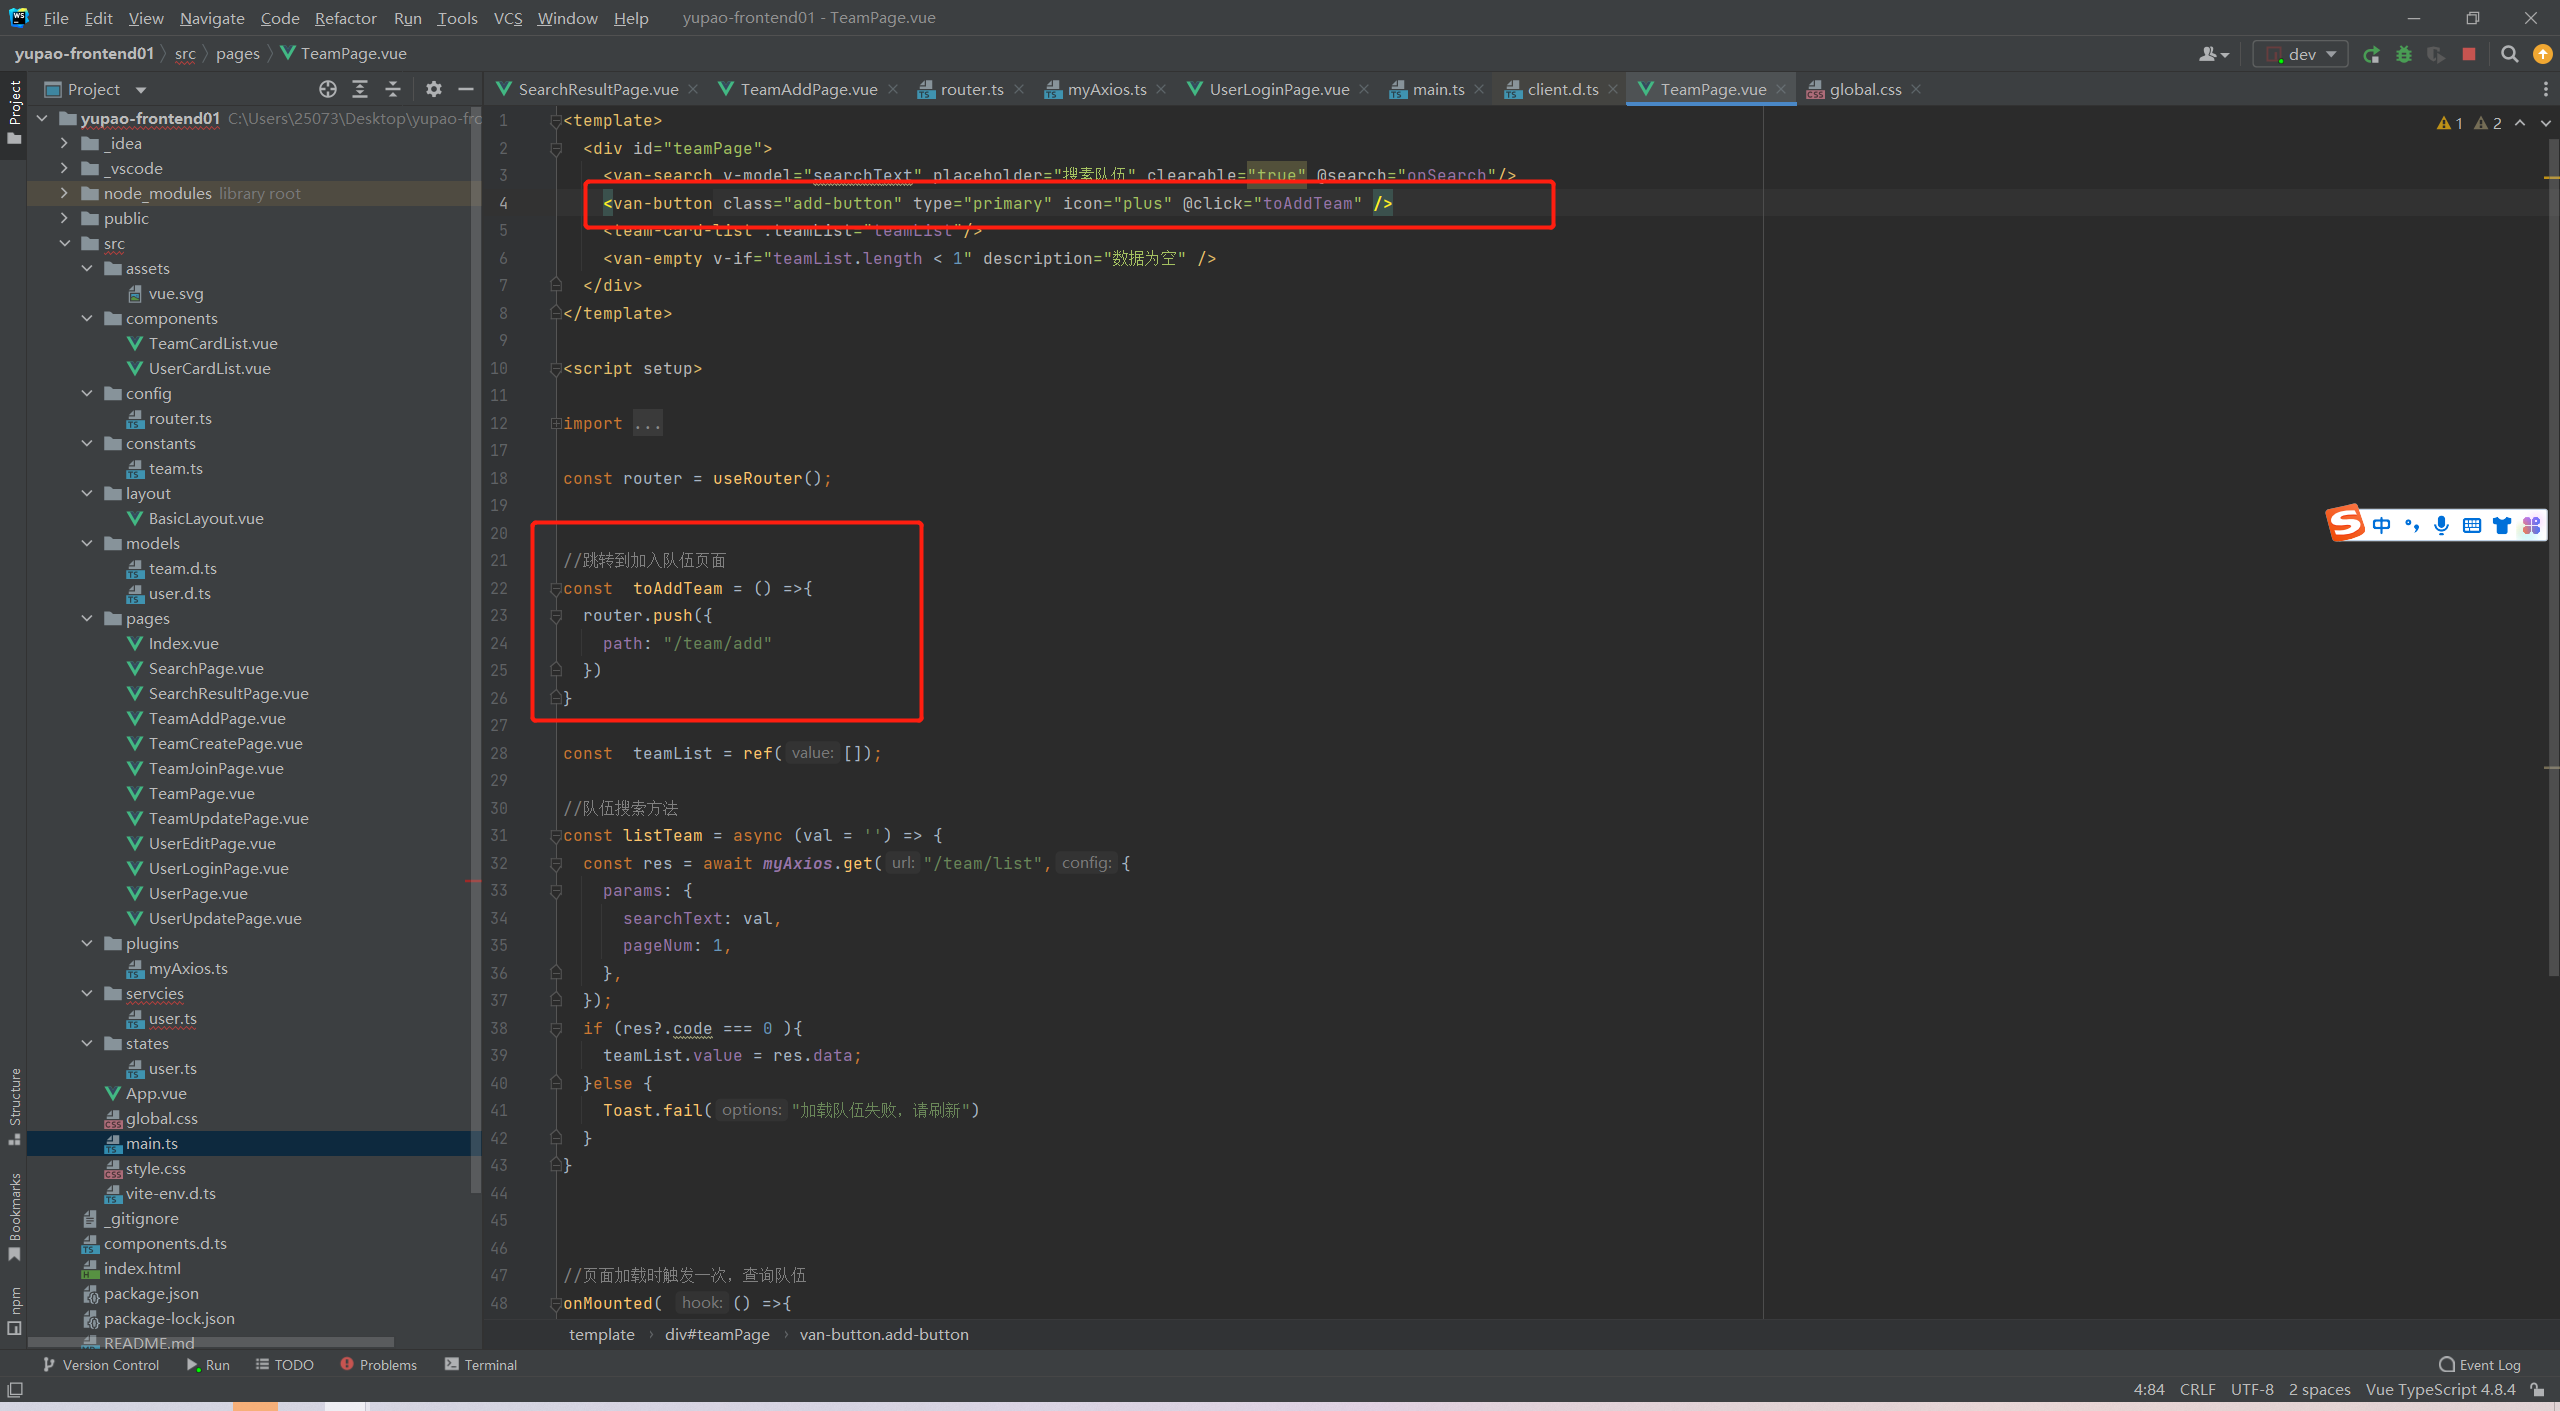 File Edit View Navigate Code Refactor Run Tools VCS Window Help yupao-frontend01 - TeamPage.vue
yupao-frontend01 src pages TeamPage.vue
dev
Project
SearchResultPage.vue TeamAddPage.vue router.ts myAxios.ts UserLoginPage.vue main.ts client.d.ts TeamPage.vue global.css
Project
Structure
Bookmarks
npm
yupao-frontend01 C:\Users\25073\Desktop\yupao-fro
_idea
_vscode
node_modules library root
public
src
assets
vue.svg
components
TeamCardList.vue
UserCardList.vue
config
router.ts
constants
team.ts
layout
BasicLayout.vue
models
team.d.ts
user.d.ts
pages
Index.vue
SearchPage.vue
SearchResultPage.vue
TeamAddPage.vue
TeamCreatePage.vue
TeamJoinPage.vue
TeamPage.vue
TeamUpdatePage.vue
UserEditPage.vue
UserLoginPage.vue
UserPage.vue
UserUpdatePage.vue
plugins
myAxios.ts
servcies
user.ts
states
user.ts
App.vue
global.css
main.ts
style.css
vite-env.d.ts
_gitignore
components.d.ts
index.html
package.json
package-lock.json
README.md
1 2
1 <template>
2 <div id="teamPage">
3 <van-search v-model="searchText" placeholder="搜素队伍" clearable="true" @search="onSearch"/>
4 <van-button class="add-button" type="primary" icon="plus" @click="toAddTeam" />
5 <team-card-list :teamList="teamList"/>
6 <van-empty v-if="teamList.length < 1" description="数据为空" />
7 </div>
8 </template>
9
10 <script setup>
11
12 import ...
17
18 const router = useRouter();
19
20
21 //跳转到加入队伍页面
22 const  toAddTeam = () =>{
23 router.push({
24 path: "/team/add"
25 })
26 }
27
28 const  teamList = ref( value: []);
29
30 //队伍搜索方法
31 const listTeam = async (val = '') => {
32 const res = await myAxios.get( url: "/team/list", config: {
33 params: {
34 searchText: val,
35 pageNum: 1,
36 },
37 });
38 if (res?.code === 0 ){
39 teamList.value = res.data;
40 }else {
41 Toast.fail( options: "加载队伍失败，请刷新")
42 }
43 }
44
45
46
47 //页面加载时触发一次，查询队伍
48 onMounted( hook: () =>{
中
template div#teamPage van-button.add-button
Version Control Run TODO Problems Terminal Event Log
4:84 CRLF UTF-8 2 spaces Vue TypeScript 4.8.4